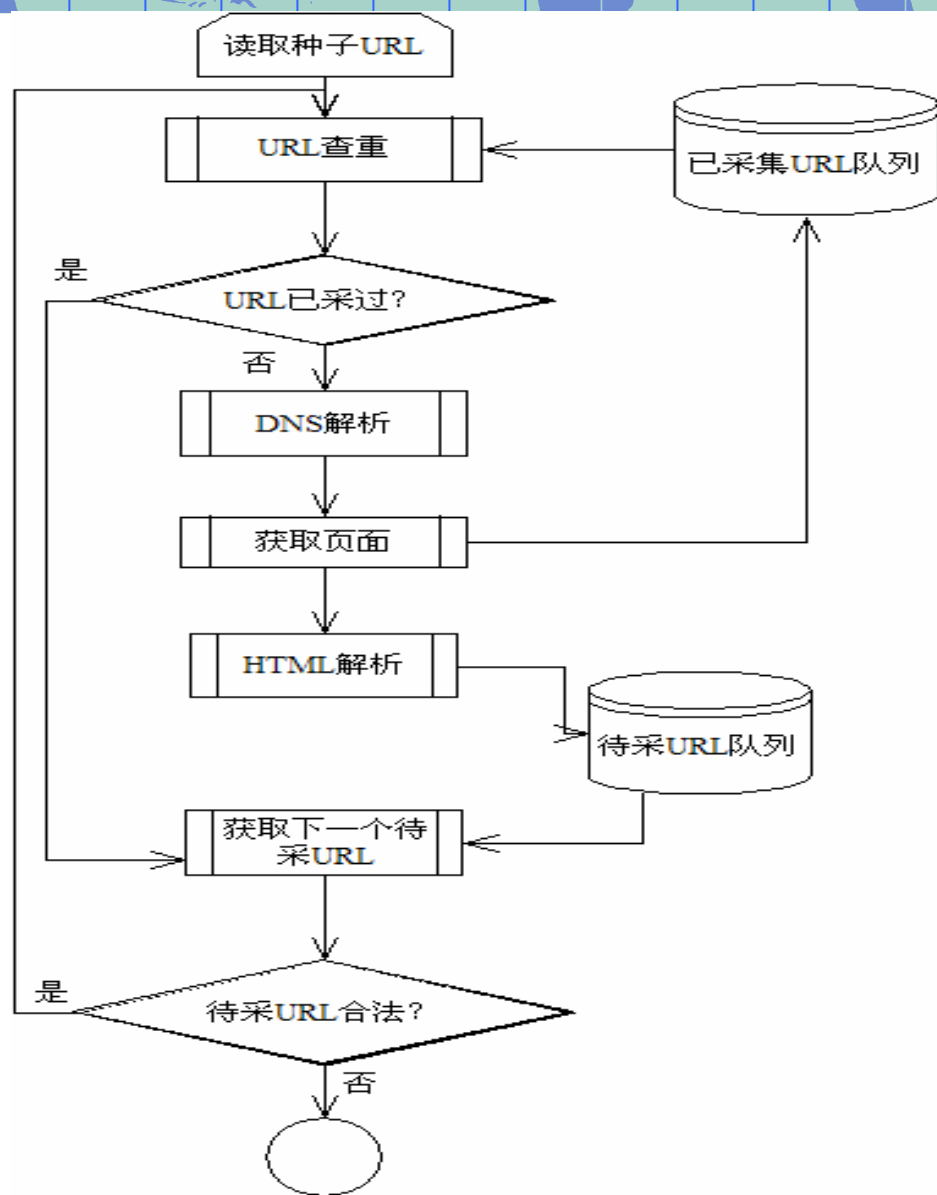 读取种子URL
URL查重
已采集URL队列
是
URL已采过？
否
DNS解析
获取页面
HTML解析
待采URL队列
获取下一个待
采URL
是
待采URL合法？
否